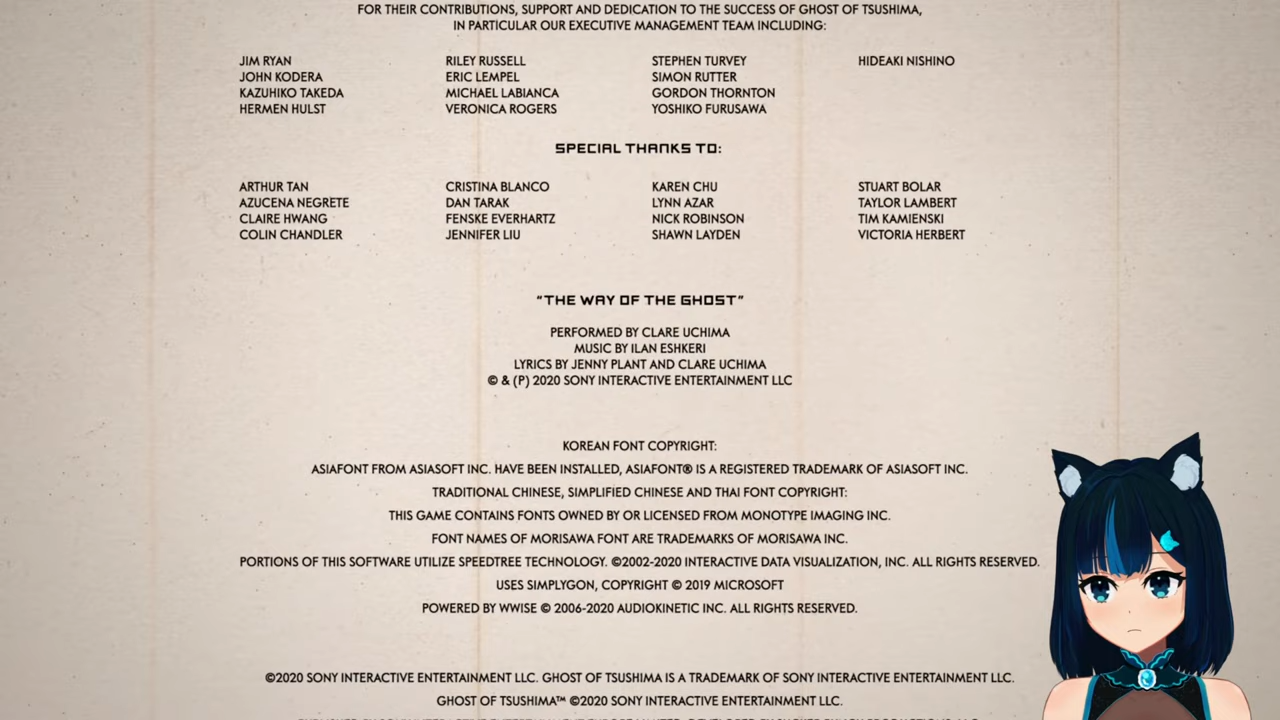 FOR THEIR CONTRIBUTIONS, SUPPORT AND DEDICATION TO THE SUCCESS OF GHOST OF TSUSHIMA,
IN PARTICULAR OUR EXECUTIVE MANAGEMENT TEAM INCLUDING:
JIM RYAN RILEY RUSSELL STEPHEN TURVEY HIDEAKI NISHINO
JOHN KODERA ERIC LEMPEL SIMON RUTTER
KAZUHIKO TAKEDA MICHAEL LABIANCA GORDON THORNTON
HERMEN HULST VERONICA ROGERS YOSHIKO FURUSAWA
SPECIAL THANKS TO:
ARTHUR TAN CRISTINA BLANCO KAREN CHU STUART BOLAR
AZUCENA NEGRETE DAN TARAK LYNN AZAR TAYLOR LAMBERT
CLAIRE HWANG FENSKE EVERHARTZ NICK ROBINSON TIM KAMIENSKI
COLIN CHANDLER JENNIFER LIU SHAWN LAYDEN VICTORIA HERBERT
“THE WAY OF THE GHOST”
PERFORMED BY CLARE UCHIMA
MUSIC BY ILAN ESHKERI
LYRICS BY JENNY PLANT AND CLARE UCHIMA
© & (P) 2020 SONY INTERACTIVE ENTERTAINMENT LLC
KOREAN FONT COPYRIGHT:
ASIAFONT FROM ASIASOFT INC. HAVE BEEN INSTALLED, ASIAFONT® IS A REGISTERED TRADEMARK OF ASIASOFT INC.
TRADITIONAL CHINESE, SIMPLIFIED CHINESE AND THAI FONT COPYRIGHT:
THIS GAME CONTAINS FONTS OWNED BY OR LICENSED FROM MONOTYPE IMAGING INC.
FONT NAMES OF MORISAWA FONT ARE TRADEMARKS OF MORISAWA INC.
PORTIONS OF THIS SOFTWARE UTILIZE SPEEDTREE TECHNOLOGY. ©2002-2020 INTERACTIVE DATA VISUALIZATION, INC. ALL RIGHTS RESERVED.
USES SIMPLYGON, COPYRIGHT © 2019 MICROSOFT
POWERED BY WWISE © 2006-2020 AUDIOKINETIC INC. ALL RIGHTS RESERVED.
©2020 SONY INTERACTIVE ENTERTAINMENT LLC. GHOST OF TSUSHIMA IS A TRADEMARK OF SONY INTERACTIVE ENTERTAINMENT LLC.
GHOST OF TSUSHIMA™ ©2020 SONY INTERACTIVE ENTERTAINMENT LLC.